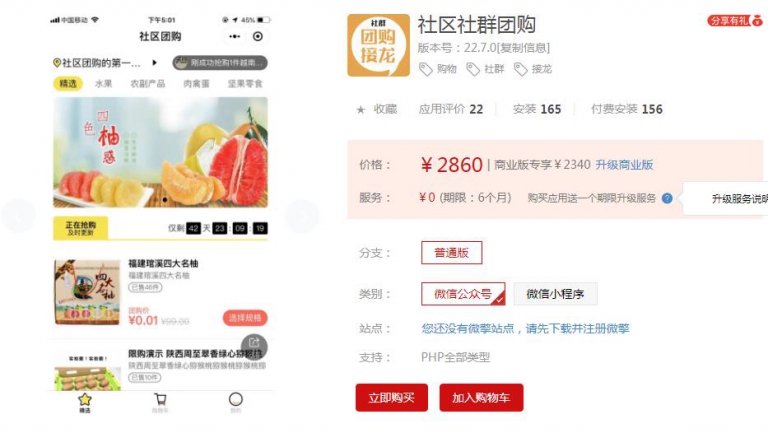 中国移动
下午5:01
45%
社区团购
社区团购的第一...
刚成功抢购1件越南...
精选 水果 农副产品 肉禽蛋 坚果零食
四色
柚惑
正在抢购
及时更新
仅剩 42 天 23 : 09 : 19
四大名柚
福建琯溪四大名柚
福建琯溪四大名柚
已售46件
团购价
¥0.01 ¥99.00
选择规格
限购演示 陕西周至翠香绿心猕猴桃
陕西周至翠香绿心猕猴桃猕猴桃猕猴桃
已售10件
精选 购物车 我的
社群
团购
接龙
社区社群团购
分享有礼
版本号：22.7.0[复制信息]
购物 社群 接龙
收藏 应用评价 22 安装 165 付费安装 156
价格： ¥2860 | 商业版专享 ¥2340 升级商业版
服务： ¥0 (期限：6个月) 购买应用送一个期限升级服务 ? 升级服务说明
分支： 普通版
类别： 微信公众号 微信小程序
站点： 您还没有微擎站点，请先下载并注册微擎
支持： PHP全部类型
立即购买 加入购物车